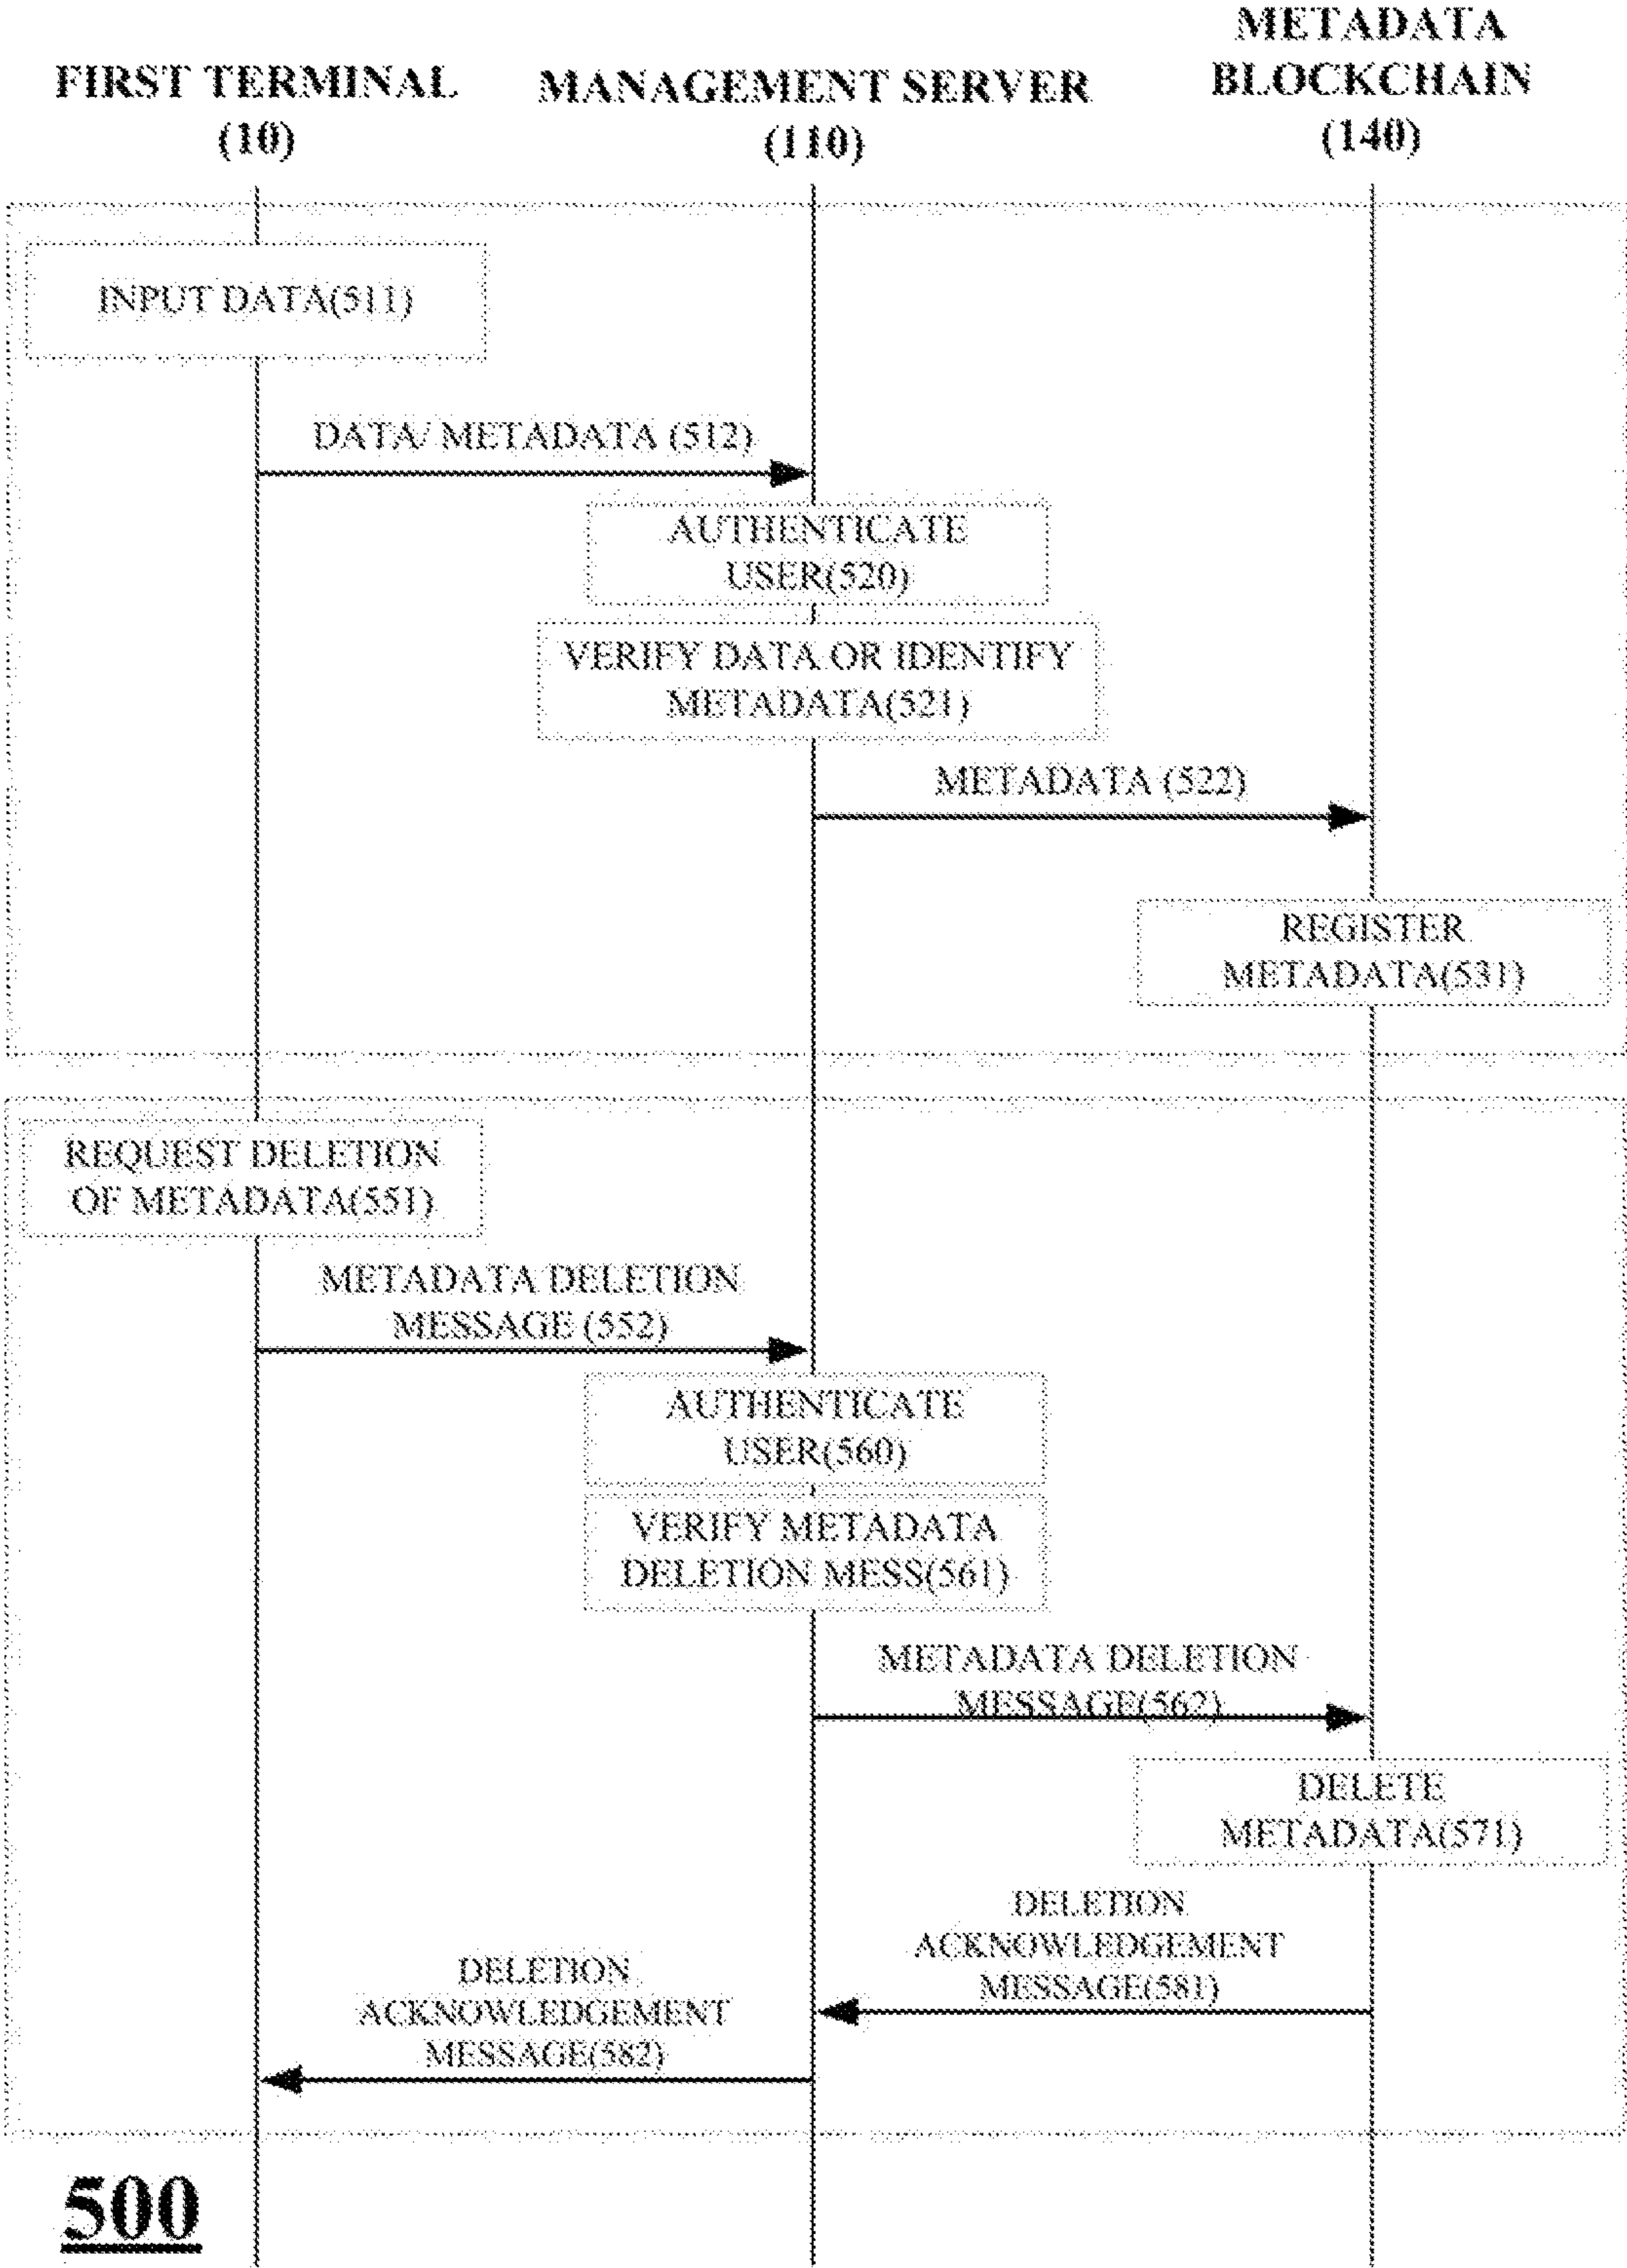 FIRST TERMINAL
(10)
MANAGEMENT SERVER
(110)
METADATA
BLOCKCHAIN
(140)
INPUT DATA(511)
DATA/ METADATA (512)
AUTHENTICATE
USER(520)
VERIFY DATA OR IDENTIFY
METADATA(521)
METADATA (522)
REGISTER
METADATA(531)
REQUEST DELETION
OF METADATA(551)
METADATA DELETION
MESSAGE (552)
AUTHENTICATE
USER(560)
VERIFY METADATA
DELETION MESS(561)
METADATA DELETION
MESSAGE(562)
DELETE
METADATA(571)
DELETION
ACKNOWLEDGEMENT
MESSAGE(581)
DELETION
ACKNOWLEDGEMENT
MESSAGE(582)
500